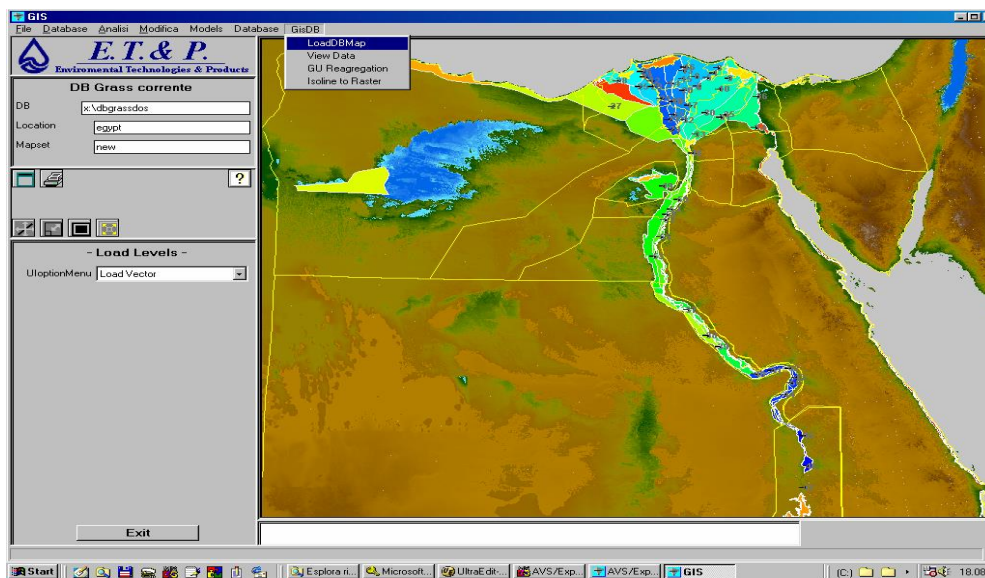 GIS
File Database Analisi Modifica Models Database GisDB
LoadDBMap
View Data
GU Reagregation
Isoline to Raster
E.T.& P.
Enviromental Technologies & Products
DB Grass corrente
DB x:\dbgrassdos
Location egypt
Mapset new
?
- Load Levels -
UIoptionMenu Load Vector
Exit
Start Esplora ri... Microsoft... UltraEdit-... AVS/Exp... AVS/Exp... GIS (C:) 18.08